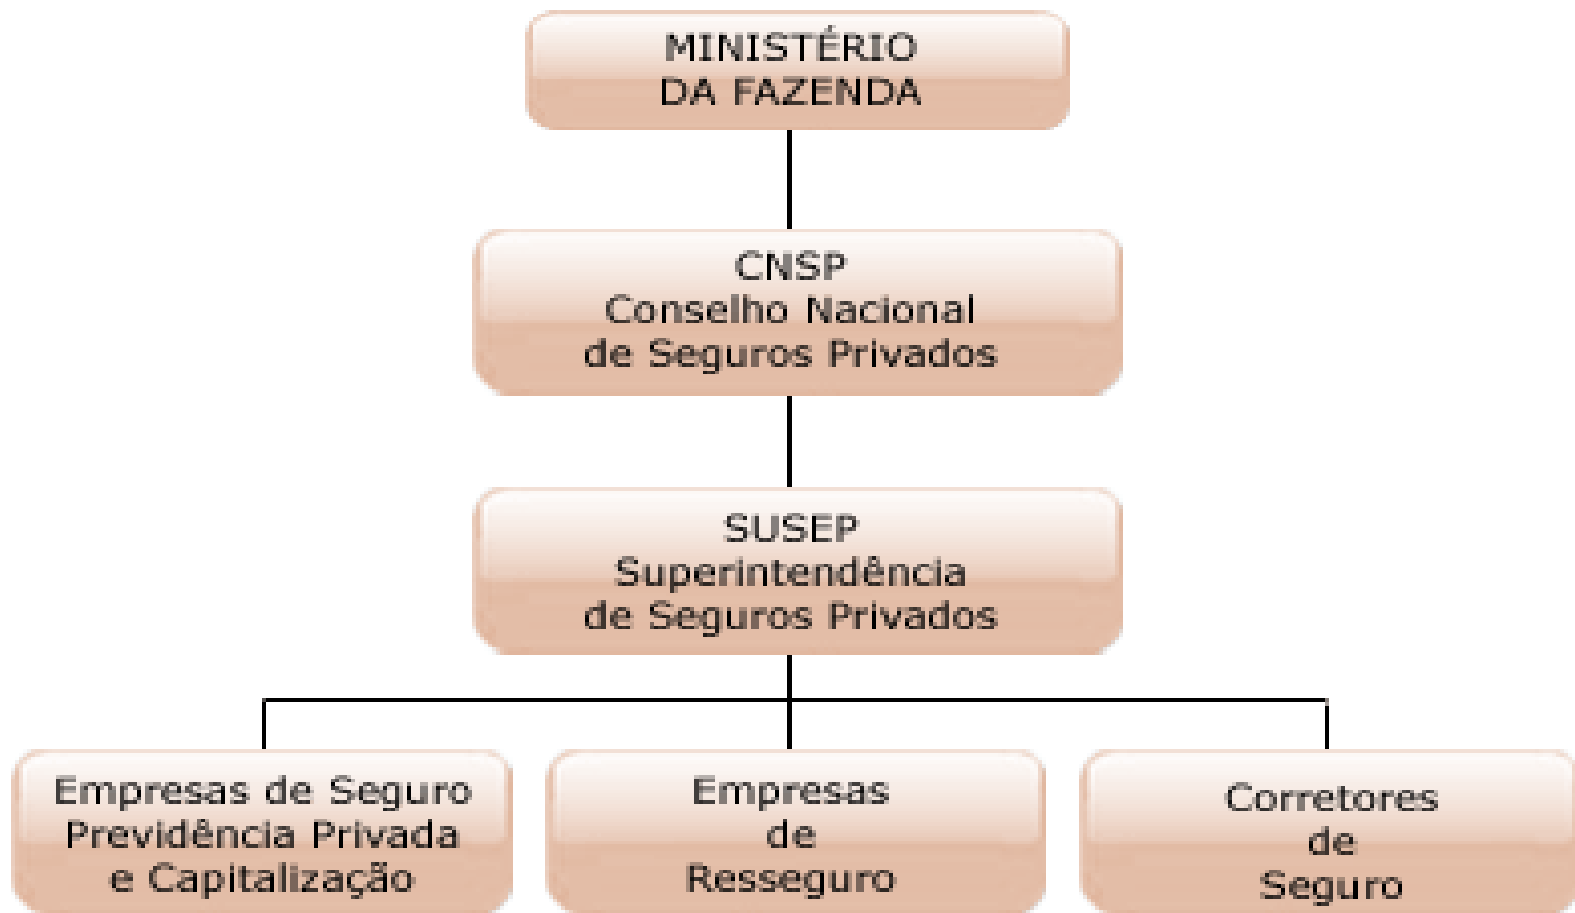 MINISTÉRIO
DA FAZENDA
CNSP
Conselho Nacional
de Seguros Privados
SUSEP
Superintendência
de Seguros Privados
Empresas de Seguro
Previdência Privada
e Capitalização
Empresas
de
Resseguro
Corretores
de
Seguro